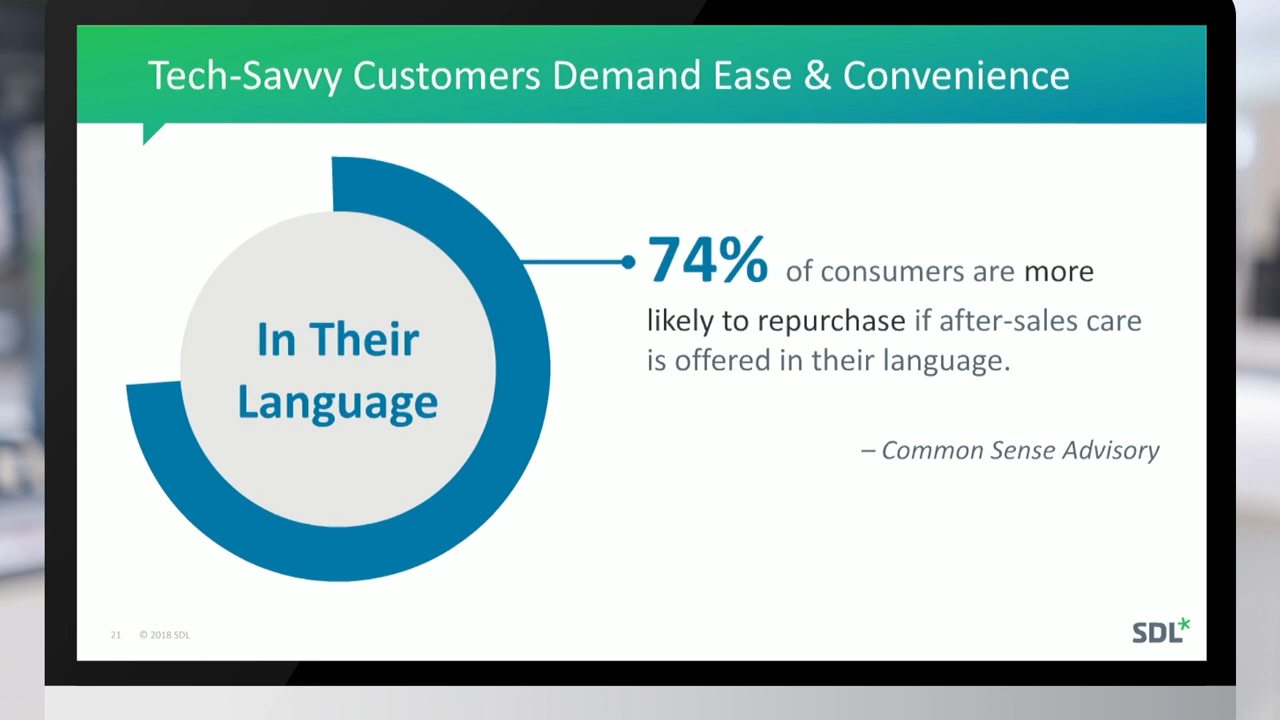 Tech-Savvy Customers Demand Ease & Convenience
In Their
Language
74% of consumers are more
likely to repurchase if after-sales care
is offered in their language.
– Common Sense Advisory
21 © 2018 SDL
SDL*